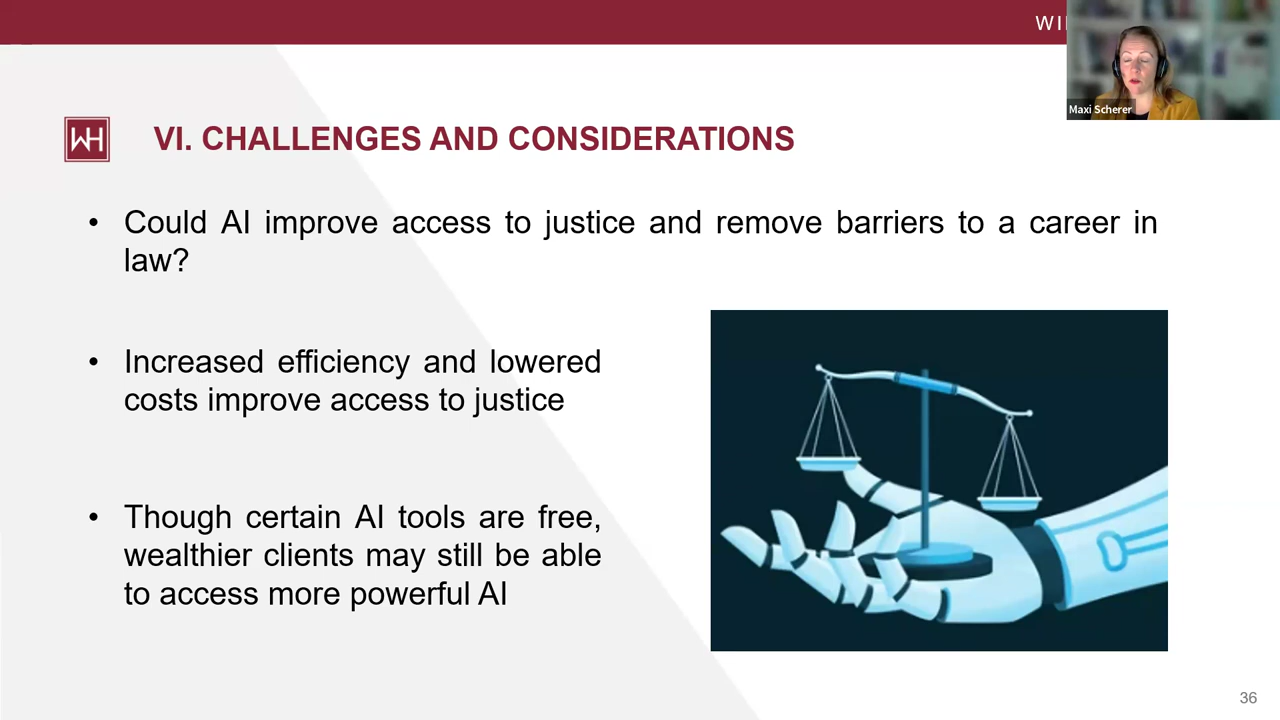 WI
Maxi Scherer
WH
VI. CHALLENGES AND CONSIDERATIONS
• Could AI improve access to justice and remove barriers to a career in
law?
• Increased efficiency and lowered
costs improve access to justice
• Though certain AI tools are free,
wealthier clients may still be able
to access more powerful AI
36